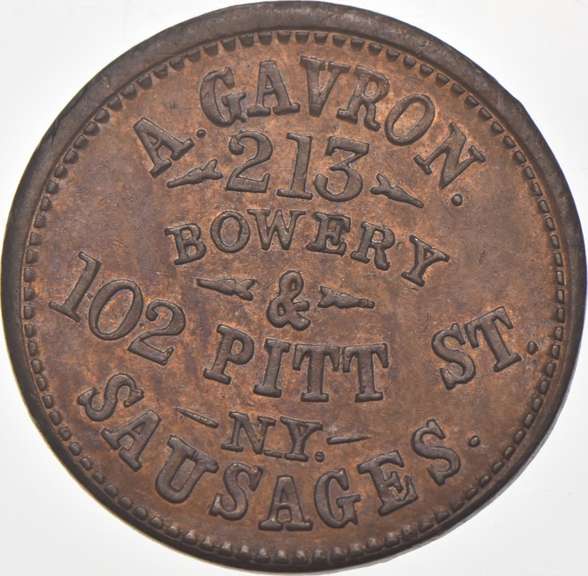 A. GAVRON.
213
BOWERY
&
102 PITT ST.
N.Y.
SAUSAGES.